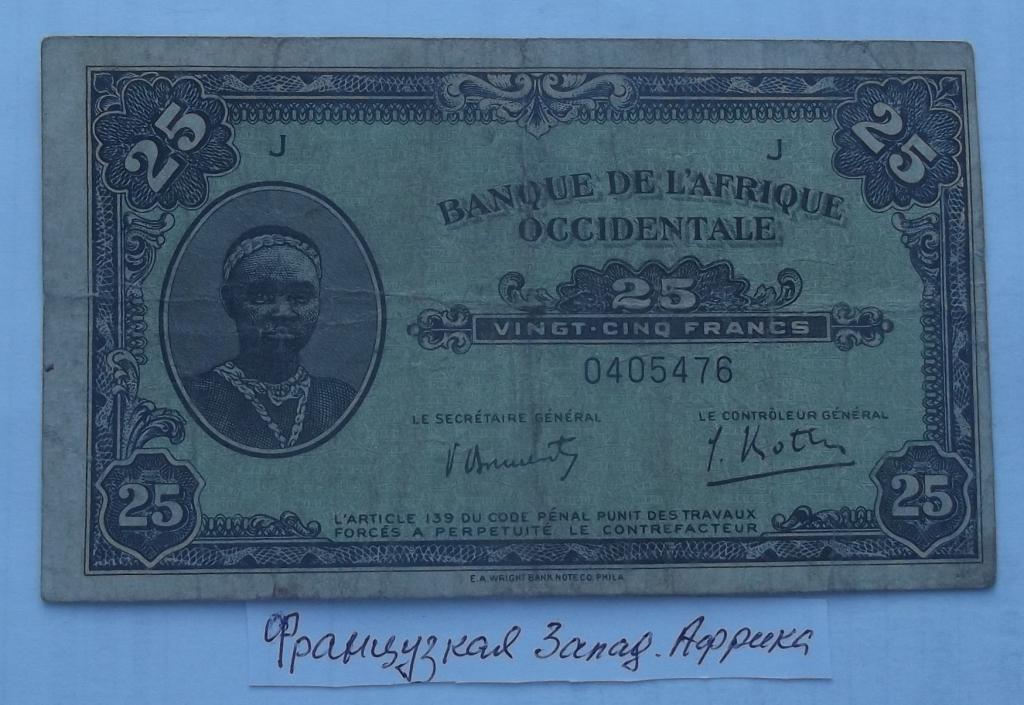 25
25
J
J
BANQUE DE L'AFRIQUE
OCCIDENTALE
25
VINGT-CINQ FRANCS
0405476
LE SECRÉTAIRE GÉNÉRAL
LE CONTRÔLEUR GÉNÉRAL
25
25
L'ARTICLE 139 DU CODE PÉNAL PUNIT DES TRAVAUX
FORCÉS A PERPETUITÉ LE CONTREFACTEUR
E.A. WRIGHT BANK NOTE CO. PHILA.
Французкая Запад. Африка